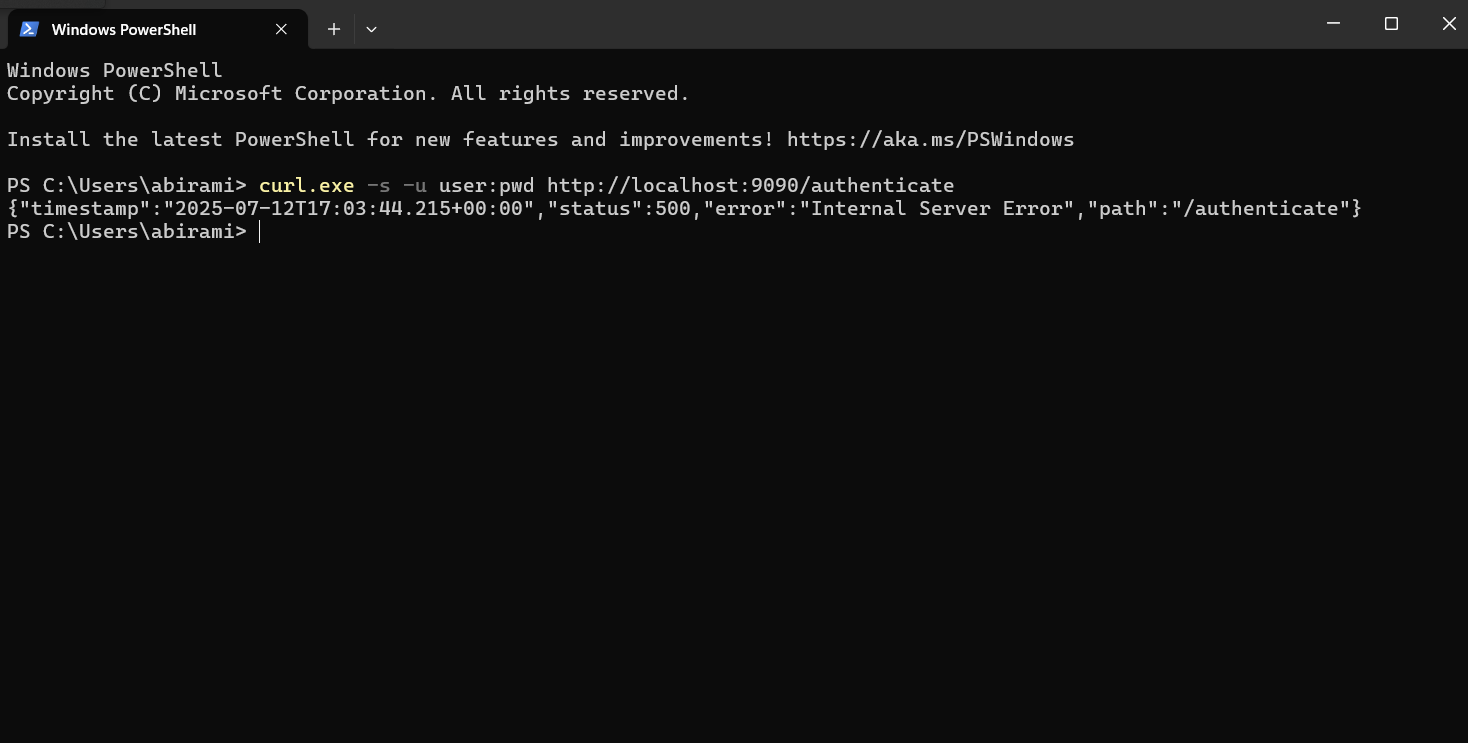 Windows PowerShell
Windows PowerShell
Copyright (C) Microsoft Corporation. All rights reserved.
Install the latest PowerShell for new features and improvements! https://aka.ms/PSWindows
PS C:\Users\abirami> curl.exe -s -u user:pwd http://localhost:9090/authenticate
{"timestamp":"2025-07-12T17:03:44.215+00:00","status":500,"error":"Internal Server Error","path":"/authenticate"}
PS C:\Users\abirami>